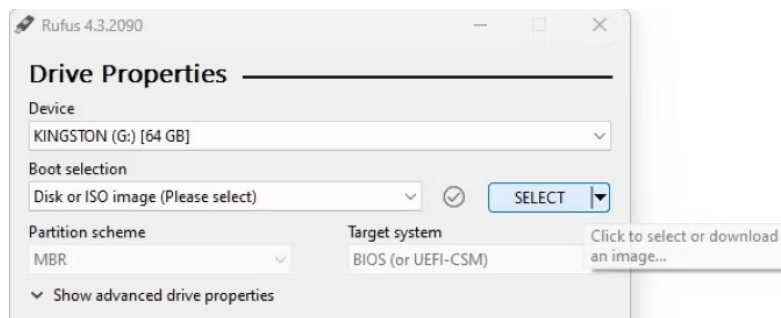 Rufus 4.3.2090
Drive Properties
Device
KINGSTON (G:) [64 GB]
Boot selection
Disk or ISO image (Please select)
SELECT
Partition scheme
Target system
MBR
BIOS (or UEFI-CSM)
Click to select or download
an image...
Show advanced drive properties